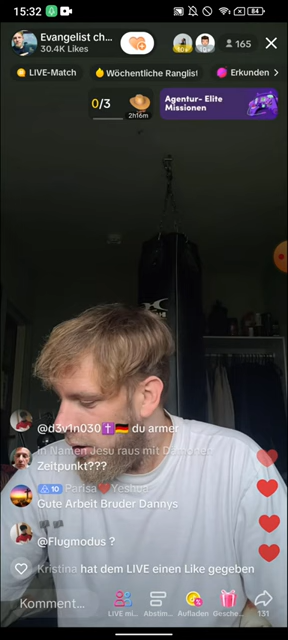 15:32
84
Evangelist ch...
30.4K Likes
165
LIVE-Match
Wöchentliche Ranglis!
Erkunden
0/3
2h16m
Agentur- Elite
Missionen
@d3v1n030 ✝️ 🇩🇪 du armer
In Namen Jesu raus mit
Zeitpunkt???
10 Parisa ❤️ Yeshua
Gute Arbeit Bruder Dannys
@Flugmodus ?
Kristina hat dem LIVE einen Like gegeben
Komment...
LIVE mi...
Abstim...
Aufladen
Gesche...
131